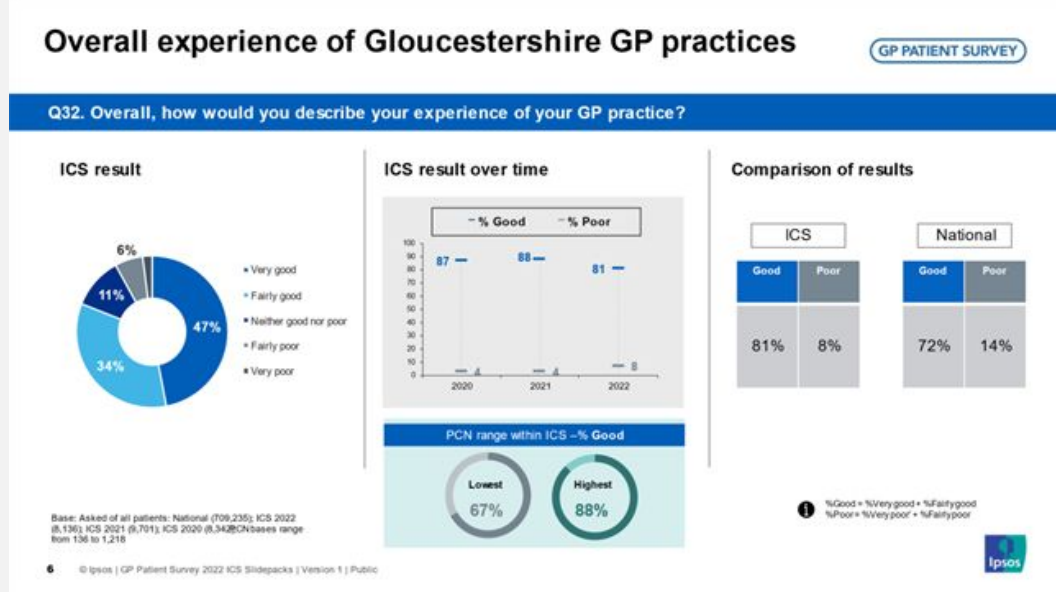 Overall experience of Gloucestershire GP practices
GP PATIENT SURVEY
Q32. Overall, how would you describe your experience of your GP practice?
ICS result
6%
11%
47%
34%
Very good
Fairly good
Neither good nor poor
Fairly poor
Very poor
ICS result over time
% Good % Poor
100
90
80
70
60
50
40
30
20
10
0
87
88
81
4
4
8
2020 2021 2022
PCN range within ICS –% Good
Lowest
67%
Highest
88%
Comparison of results
ICS
Good Poor
81% 8%
National
Good Poor
72% 14%
%Good = %Very good + %Fairly good
%Poor = %Very poor + %Fairly poor
Base: Asked of all patients: National (709,235); ICS 2022
(8,136); ICS 2021 (9,701); ICS 2020 (8,342); PCN bases range
from 136 to 1,218
6 © Ipsos | GP Patient Survey 2022 ICS Slidepacks | Version 1 | Public
Ipsos